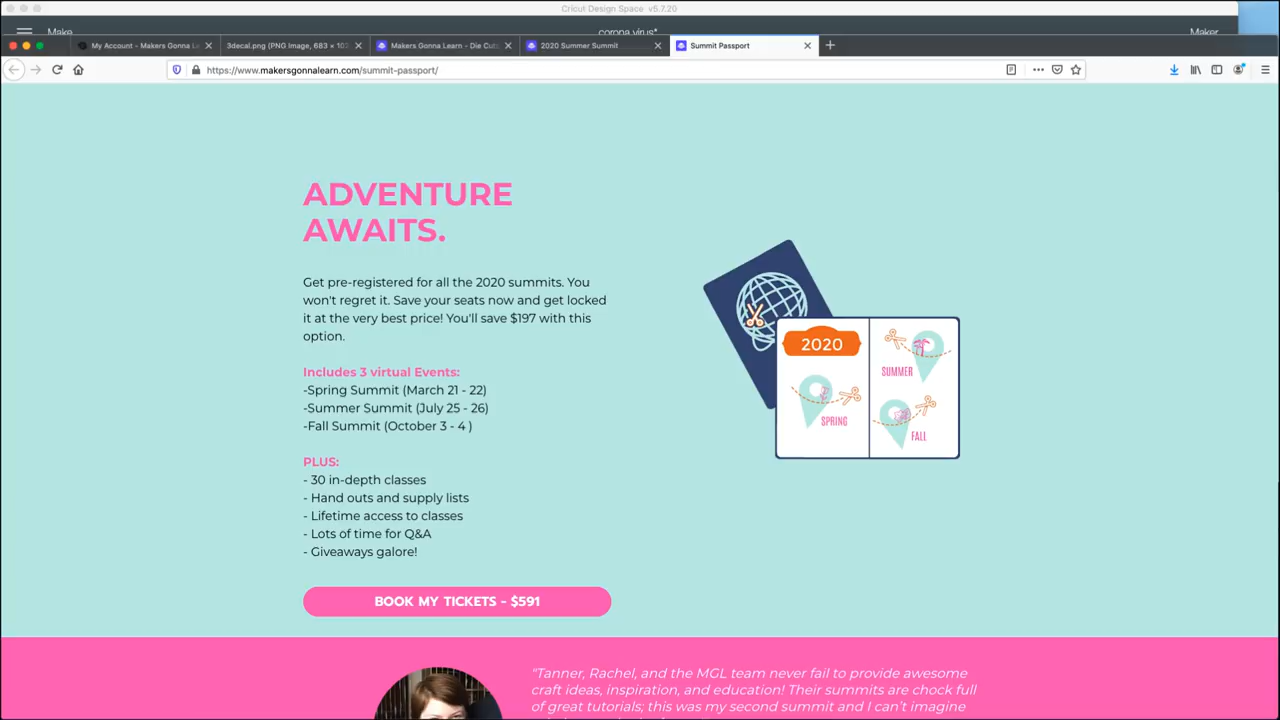 Cricut Design Space v5.7.20
Make
corona virus*
Maker
My Account - Makers Gonna Le
3decal.png (PNG Image, 683 × 102
Makers Gonna Learn - Die Cut
2020 Summer Summit
Summit Passport
https://www.makersgonnalearn.com/summit-passport/
ADVENTURE
AWAITS.
Get pre-registered for all the 2020 summits. You
won't regret it. Save your seats now and get locked
it at the very best price! You'll save $197 with this
option.
Includes 3 virtual Events:
-Spring Summit (March 21 - 22)
-Summer Summit (July 25 - 26)
-Fall Summit (October 3 - 4 )
PLUS:
- 30 in-depth classes
- Hand outs and supply lists
- Lifetime access to classes
- Lots of time for Q&A
- Giveaways galore!
BOOK MY TICKETS - $591
2020
SPRING
SUMMER
FALL
"Tanner, Rachel, and the MGL team never fail to provide awesome
craft ideas, inspiration, and education! Their summits are chock full
of great tutorials; this was my second summit and I can't imagine